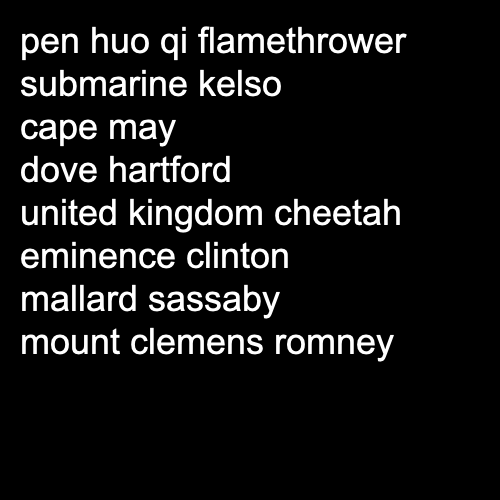 pen huo qi flamethrower
submarine kelso
cape may
dove hartford
united kingdom cheetah
eminence clinton
mallard sassaby
mount clemens romney